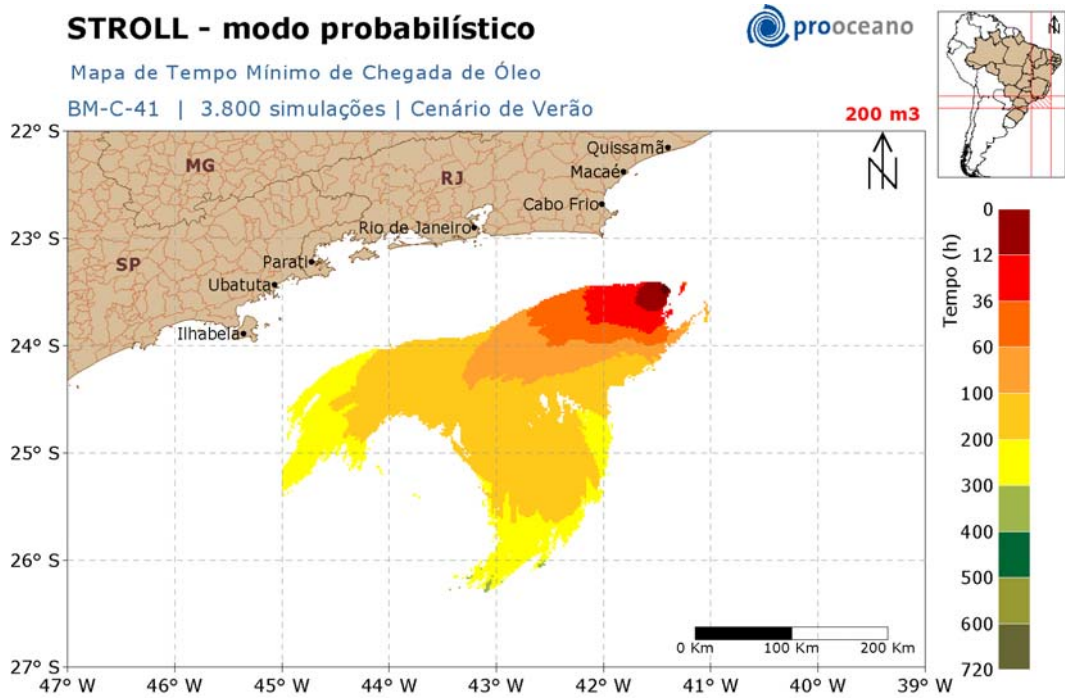 STROLL - modo probabilístico
prooceano
Mapa de Tempo Mínimo de Chegada de Óleo
BM-C-41 | 3.800 simulações | Cenário de Verão
200 m3
N
N
22° S
23° S
24° S
25° S
26° S
27° S
MG
RJ
SP
Quissamã
Macaé
Cabo Frio
Rio de Janeiro
Parati
Ubatuta
Ilhabela
Tempo (h)
0
12
36
60
100
200
300
400
500
600
720
0 Km 100 Km 200 Km
47° W 46° W 45° W 44° W 43° W 42° W 41° W 40° W 39° W